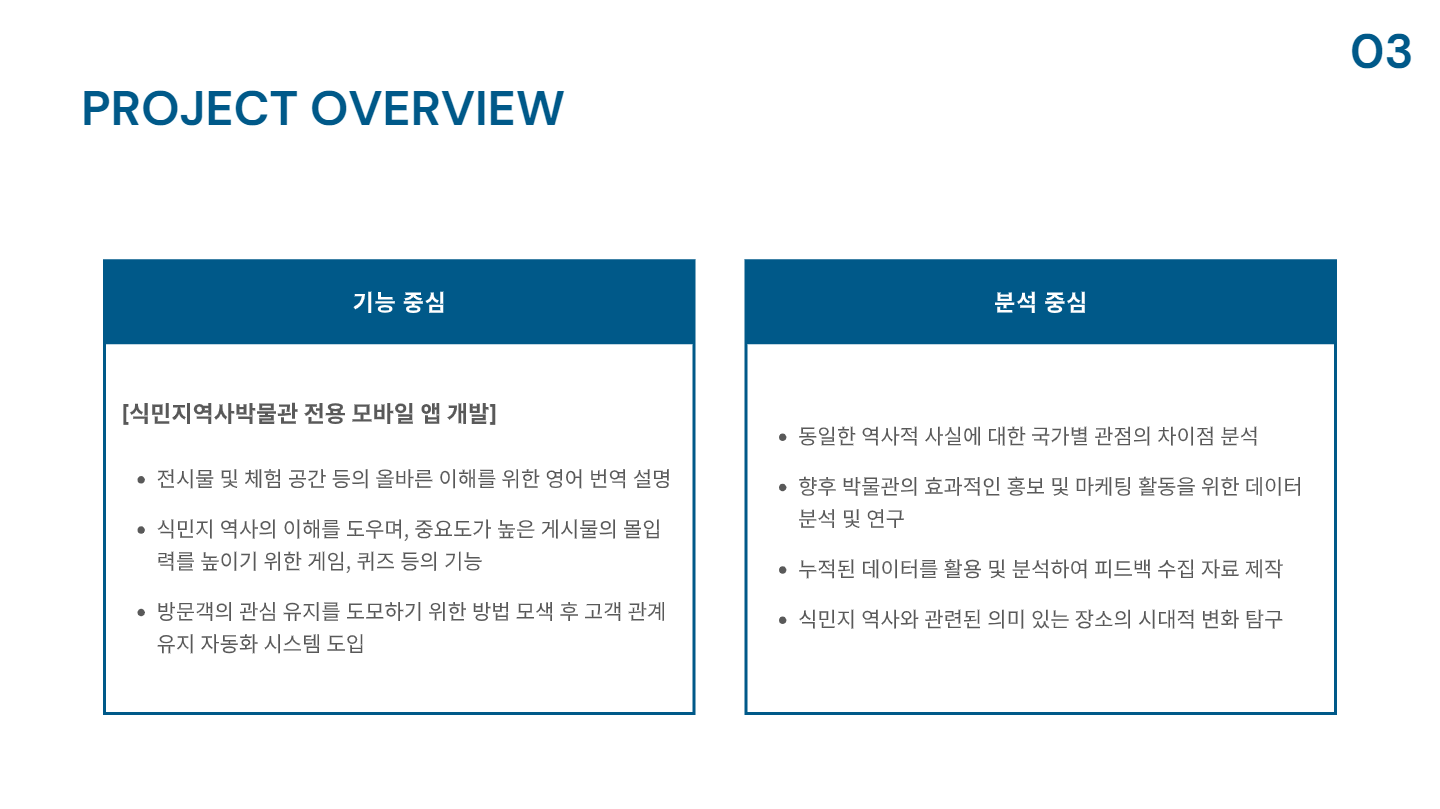 03
PROJECT OVERVIEW
기능 중심
[식민지역사박물관 전용 모바일 앱 개발]
• 전시물 및 체험 공간 등의 올바른 이해를 위한 영어 번역 설명
• 식민지 역사의 이해를 도우며, 중요도가 높은 게시물의 몰입
력를 높이기 위한 게임, 퀴즈 등의 기능
• 방문객의 관심 유지를 도모하기 위한 방법 모색 후 고객 관계
유지 자동화 시스템 도입
분석 중심
• 동일한 역사적 사실에 대한 국가별 관점의 차이점 분석
• 향후 박물관의 효과적인 홍보 및 마케팅 활동을 위한 데이터
분석 및 연구
• 누적된 데이터를 활용 및 분석하여 피드백 수집 자료 제작
• 식민지 역사와 관련된 의미 있는 장소의 시대적 변화 탐구